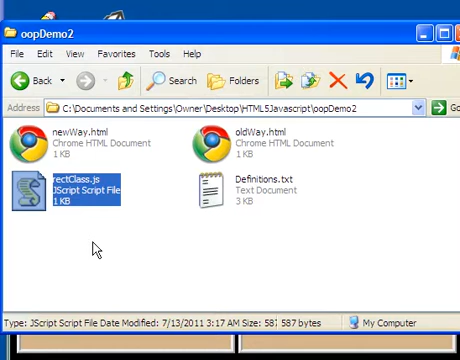 oopDemo2
File Edit View Favorites Tools Help
Back Search Folders
Address C:\Documents and Settings\Owner\Desktop\HTML5Javascript\oopDemo2 Go
newWay.html
Chrome HTML Document
1 KB
oldWay.html
Chrome HTML Document
1 KB
rectClass.js
JScript Script File
1 KB
Definitions.txt
Text Document
3 KB
Type: JScript Script File Date Modified: 7/13/2011 3:17 AM Size: 587 587 bytes My Computer